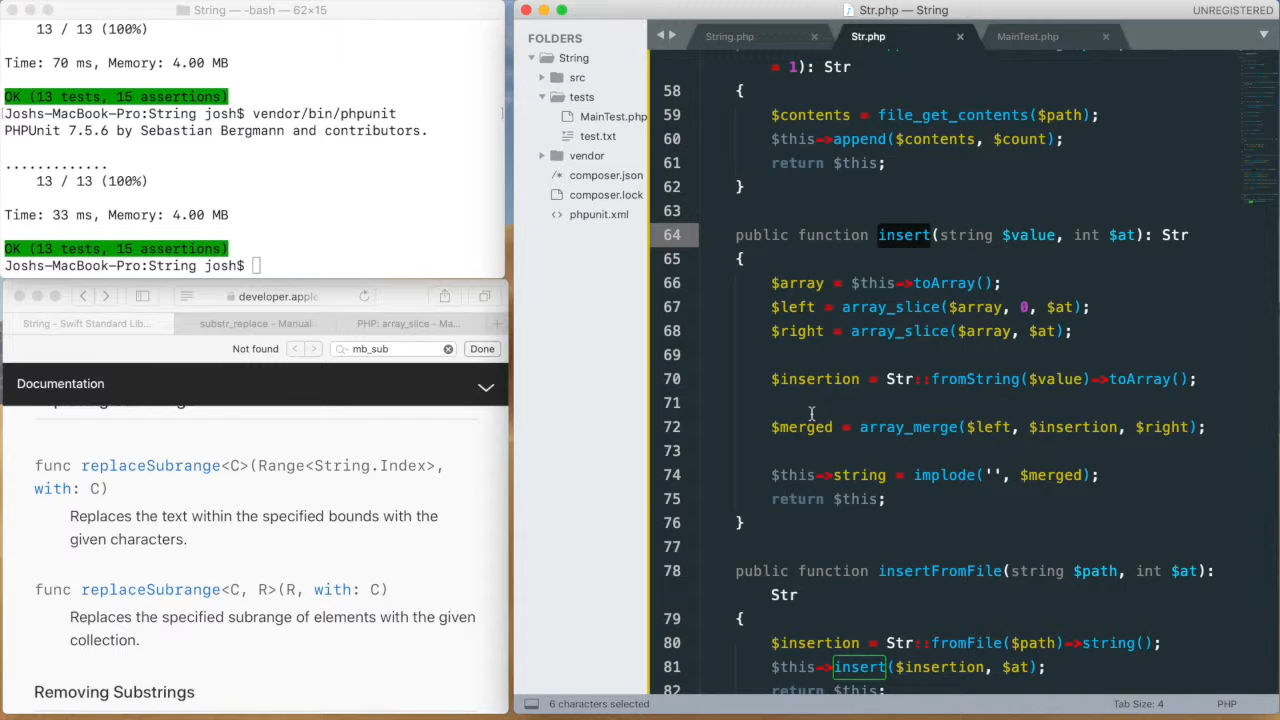 String — -bash — 62×15
13 / 13 (100%)
Time: 70 ms, Memory: 4.00 MB
OK (13 tests, 15 assertions)
Joshs-MacBook-Pro:String josh$ vendor/bin/phpunit
PHPUnit 7.5.6 by Sebastian Bergmann and contributors.
.............
13 / 13 (100%)
Time: 33 ms, Memory: 4.00 MB
OK (13 tests, 15 assertions)
Joshs-MacBook-Pro:String josh$
developer.apple
String – Swift Standard Lib...
substr_replace - Manual
PHP: array_slice - Ma...
Not found
mb_sub
Done
Documentation
func replaceSubrange<C>(Range<String.Index>,
with: C)
Replaces the text within the specified bounds with the
given characters.
func replaceSubrange<C, R>(R, with: C)
Replaces the specified subrange of elements with the given
collection.
Removing Substrings
Str.php — String
UNREGISTERED
FOLDERS
String
src
tests
MainTest.php
test.txt
vendor
composer.json
composer.lock
phpunit.xml
String.php
Str.php
MainTest.php
= 1): Str
58 {
59 $contents = file_get_contents($path);
60 $this->append($contents, $count);
61 return $this;
62 }
63
64 public function insert(string $value, int $at): Str
65 {
66 $array = $this->toArray();
67 $left = array_slice($array, 0, $at);
68 $right = array_slice($array, $at);
69
70 $insertion = Str::fromString($value)->toArray();
71
72 $merged = array_merge($left, $insertion, $right);
73
74 $this->string = implode('', $merged);
75 return $this;
76 }
77
78 public function insertFromFile(string $path, int $at):
Str
79 {
80 $insertion = Str::fromFile($path)->string();
81 $this->insert($insertion, $at);
82 return $this;
6 characters selected
Tab Size: 4
PHP